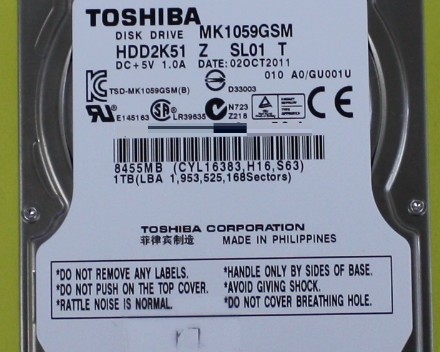 TOSHIBA
DISK DRIVE MK1059GSM
HDD2K51 Z SL01 T
DC+5V 1.0A DATE:02OCT2011
010 A0/GU001U
TSD-MK1059GSM(B)
D33003
E145163 LR39635 N723
Z218
8455MB (CYL16383,H16,S63)
1TB(LBA 1,953,525,168Sectors)
TOSHIBA CORPORATION
菲律宾制造 MADE IN PHILIPPINES
*DO NOT REMOVE ANY LABELS. *HANDLE ONLY BY SIDES OF BASE.
*DO NOT PUSH ON THE TOP COVER. *AVOID GIVING SHOCK.
*RATTLE NOISE IS NORMAL. *DO NOT COVER BREATHING HOLE.